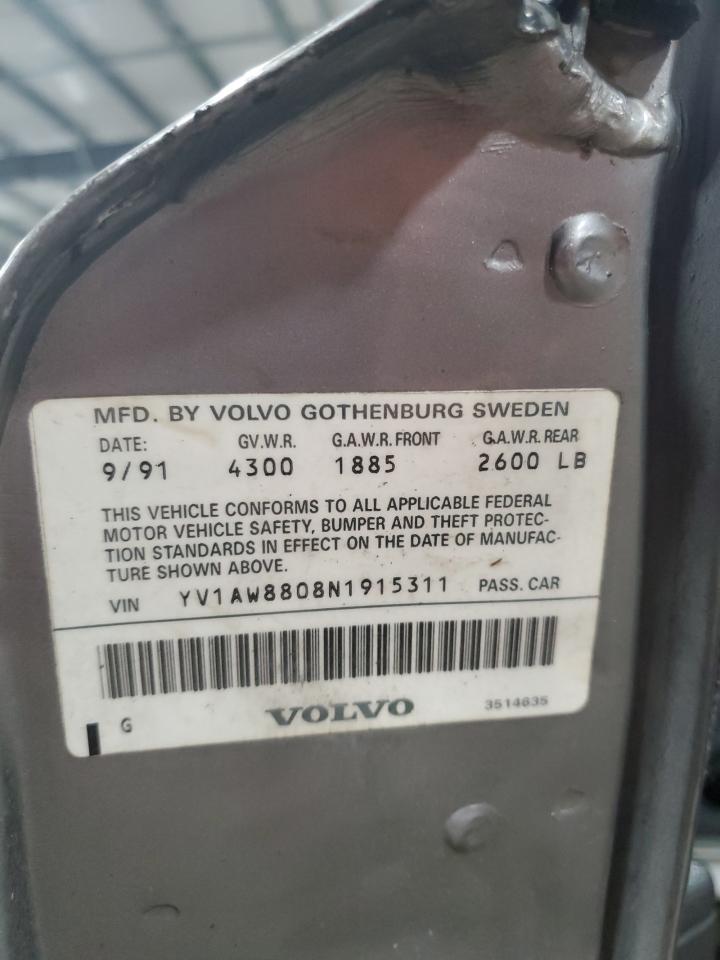 MFD. BY VOLVO GOTHENBURG SWEDEN
DATE: GV.W.R. G.A.W.R. FRONT G.A.W.R. REAR
9/91 4300 1885 2600 LB
THIS VEHICLE CONFORMS TO ALL APPLICABLE FEDERAL
MOTOR VEHICLE SAFETY, BUMPER AND THEFT PROTEC-
TION STANDARDS IN EFFECT ON THE DATE OF MANUFAC-
TURE SHOWN ABOVE.
VIN YV1AW8808N1915311 PASS. CAR
G VOLVO 3514635